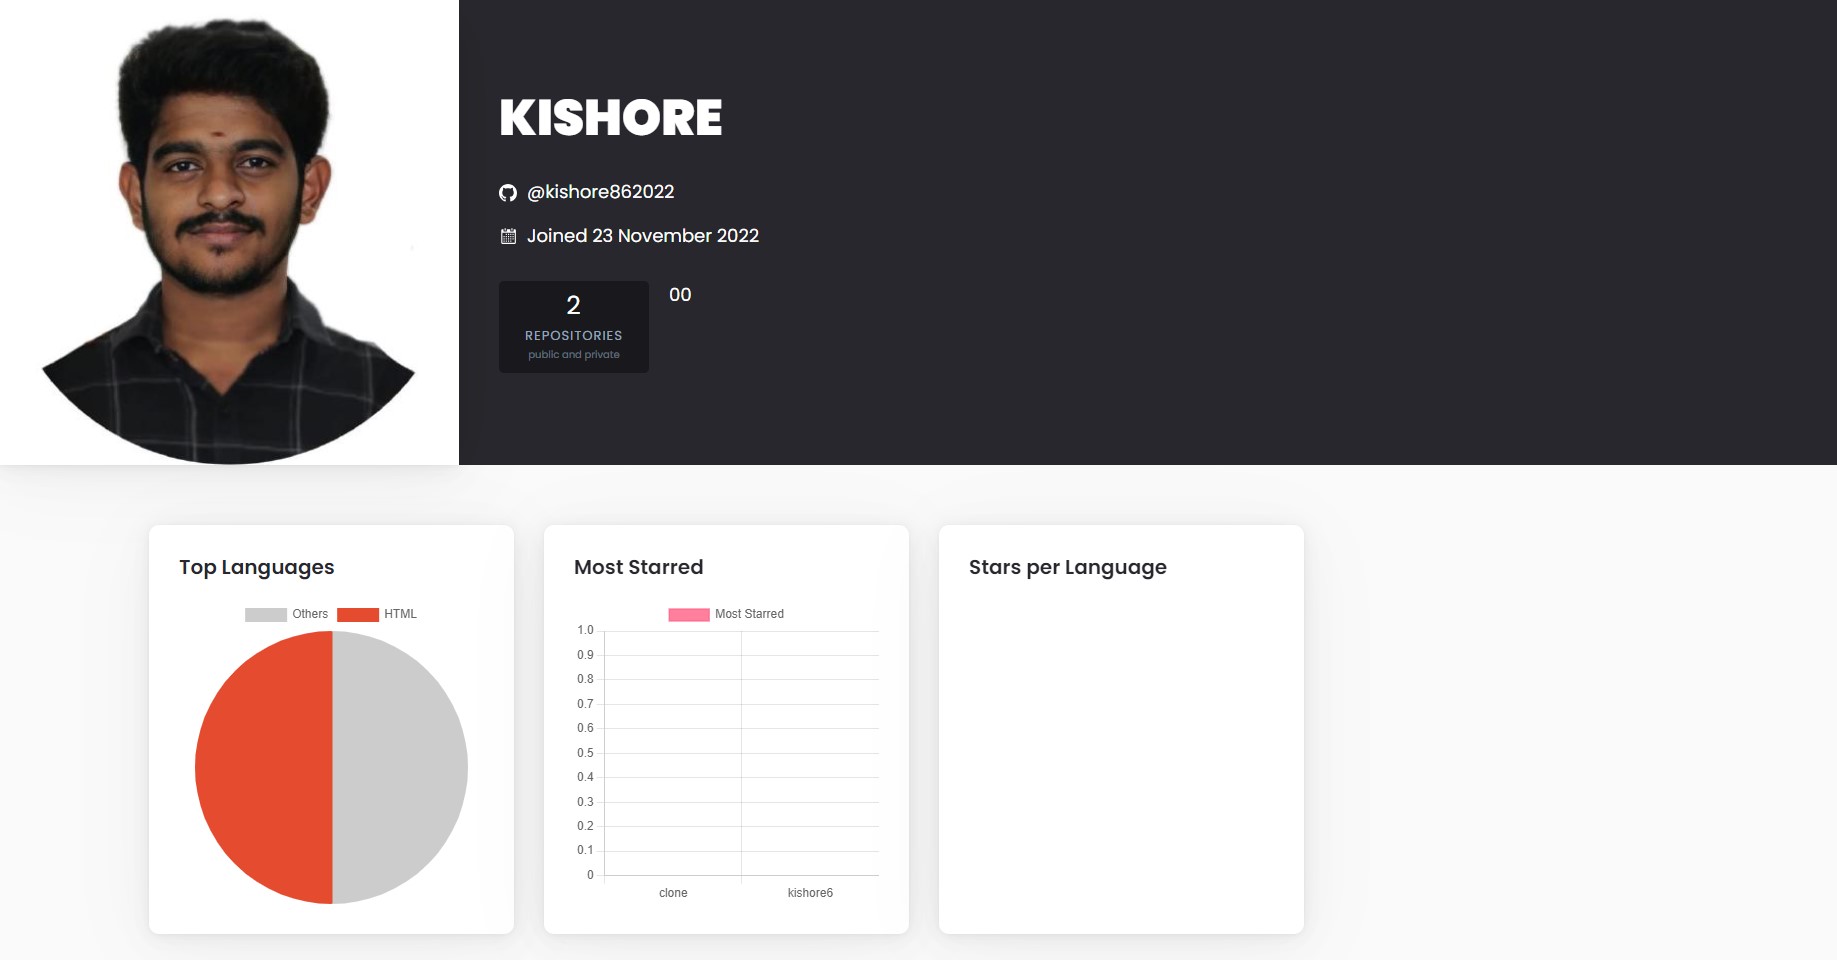 KISHORE
@kishore862022
Joined 23 November 2022
2
REPOSITORIES
public and private
00
Top Languages
Others HTML
Most Starred
Most Starred
1.0
0.9
0.8
0.7
0.6
0.5
0.4
0.3
0.2
0.1
0
clone kishore6
Stars per Language